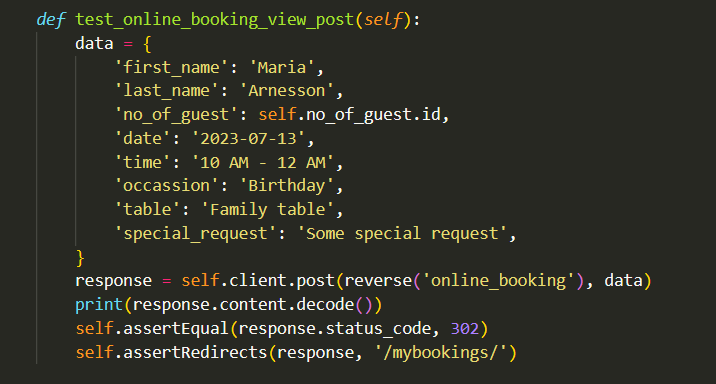 def test_online_booking_view_post(self):
data = {
'first_name': 'Maria',
'last_name': 'Arnesson',
'no_of_guest': self.no_of_guest.id,
'date': '2023-07-13',
'time': '10 AM - 12 AM',
'occassion': 'Birthday',
'table': 'Family table',
'special_request': 'Some special request',
}
response = self.client.post(reverse('online_booking'), data)
print(response.content.decode())
self.assertEqual(response.status_code, 302)
self.assertRedirects(response, '/mybookings/')